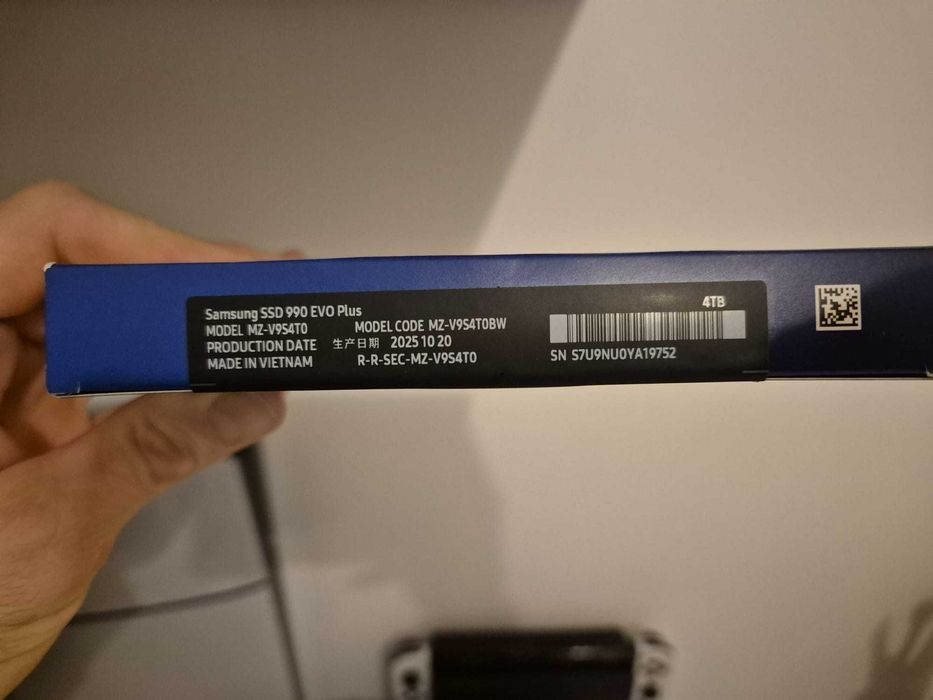 Samsung SSD 990 EVO Plus
MODEL MZ-V9S4T0 MODEL CODE MZ-V9S4T0BW
PRODUCTION DATE 生产日期 2025 10 20
MADE IN VIETNAM R-R-SEC-MZ-V9S4T0
4TB
SN S7U9NU0YA19752